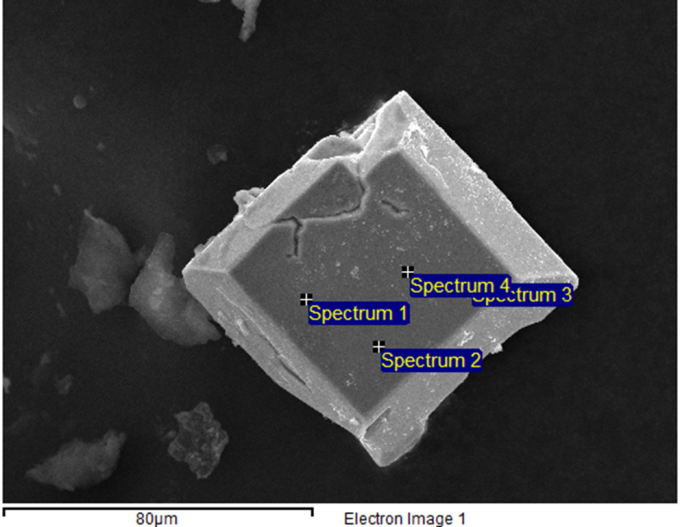 Spectrum 4
Spectrum 3
Spectrum 1
Spectrum 2
80µm
Electron Image 1